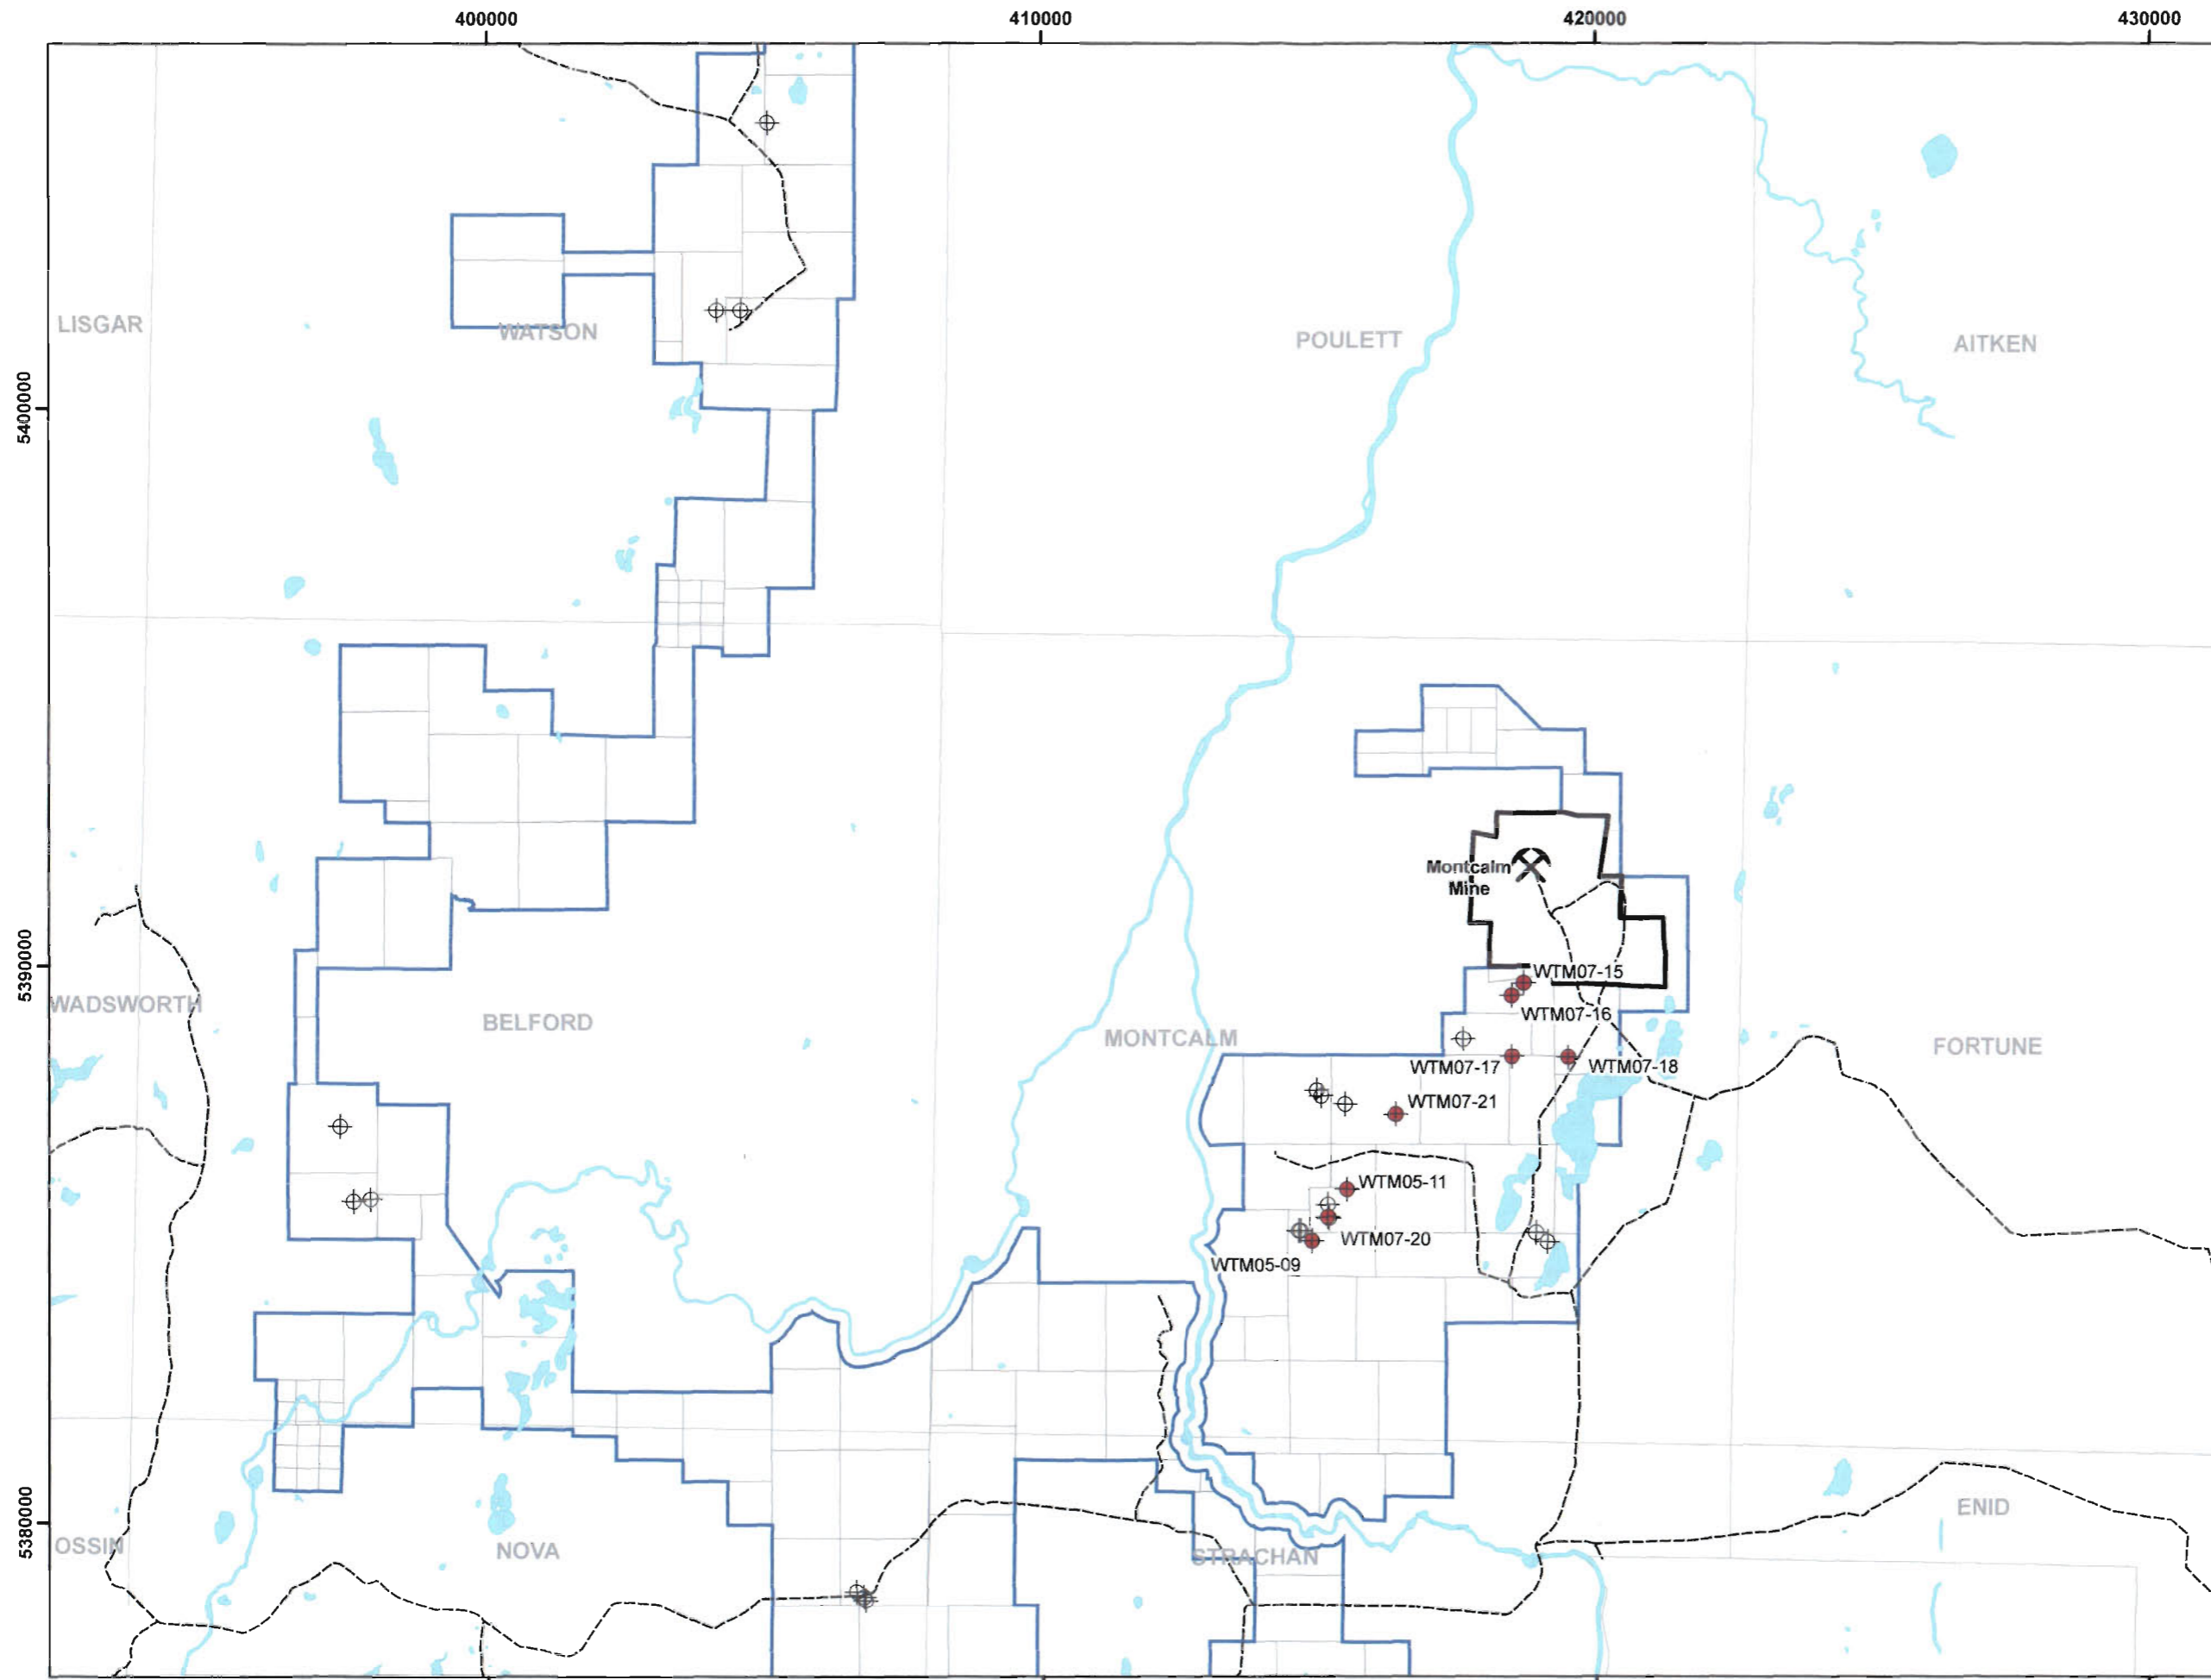 400000
410000
420000
430000
LISGAR
WATSON
POULETT
AITKEN
5400000
Montcalm
Mine
5390000
WTM07-15
WADSWORTH
WTM07-16
BELFORD
MONTCALM
FORTUNE
WTM07-17
WTM07-18
WTM07-21
WTM05-11
WTM07-20
WTM05-09
5380000
OSSIN
NOVA
STRACHAN
ENID